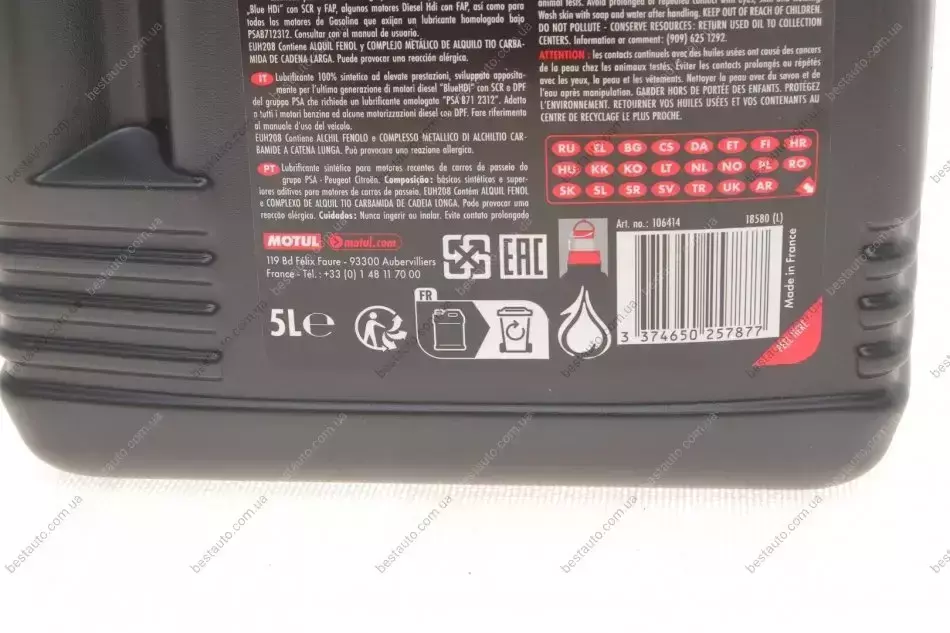 "Blue HDi" con SCR y FAP, algunos motores Diesel Hdi con FAP, así como para
todos los motores de Gasolina que exijan un lubricante homologado bajo
PSAB712312. Consultar con el manual de usuario.
EUH208 Contiene ALQUIL FENOL y COMPLEJO METÁLICO DE ALQUILO TIO CARBA-
MIDA DE CADENA LARGA. Puede provocar una reacción alérgica.
IT Lubrificante 100% sintetico ad elevate prestazioni, sviluppato apposita-
mente per l'ultima generazione di motori diesel "BlueHDi" con SCR o DPF
del gruppo PSA che richiede un lubrificante omologato "PSA B71 2312". Adatto
a tutti i motori benzina ed alcune motorizzazioni diesel con DPF. Fare riferimento
al manuale d'uso del veicolo.
EUH208 Contiene ALCHIL FENOLO e COMPLESSO METALLICO DI ALCHILTIO CAR-
BAMIDE A CATENA LUNGA. Può provocare una reazione allergica.
PT Lubrificante sintético para motores recentes de carros de passeio do
grupo PSA - Peugeot Citroën. Composição: básicos sintéticos e super-
iores aditivos para motores de carros de passeio. EUH208 Contém ALQUIL FENOL
e COMPLEXO DE ALQUIL TIO CARBAMIDA DE CADEIA LONGA. Pode provocar uma
reacção alérgica. Cuidados: Nunca ingerir ou inalar. Evite contato prolongado
MOTUL motul.com
119 Bd Félix Faure - 93300 Aubervilliers
France - Tél. : +33 (0) 1 48 11 70 00
5L℮
FR
EAC
Wash skin with soap and water after handling. KEEP OUT OF REACH OF CHILDREN
DO NOT POLLUTE - CONSERVE RESOURCES: RETURN USED OIL TO COLLECTION
CENTERS. Information or comment: (909) 625 1292.
ATTENTION : les contacts continuels avec des huiles usées ont causé des cancers
de la peau chez les animaux testés. Éviter les contacts prolongés ou répétés
avec les yeux, la peau et les vêtements. Nettoyer la peau avec du savon et de
l'eau après manipulation. GARDER HORS DE PORTÉE DES ENFANTS. PROTÉGEZ
L'ENVIRONNEMENT. RETOURNER VOS HUILES USÉES ET VOS CONTENANTS AU
CENTRE DE RECYCLAGE LE PLUS PROCHE.
RU EL BG CS DA ET FI HR
HU KK KO LT NL NO PL RO
SK SL SR SV TR UK AR
Art. no.: 106414
18580 (L)
3 374650 257877
Made in France
PEEL HERE
bestauto.com.ua